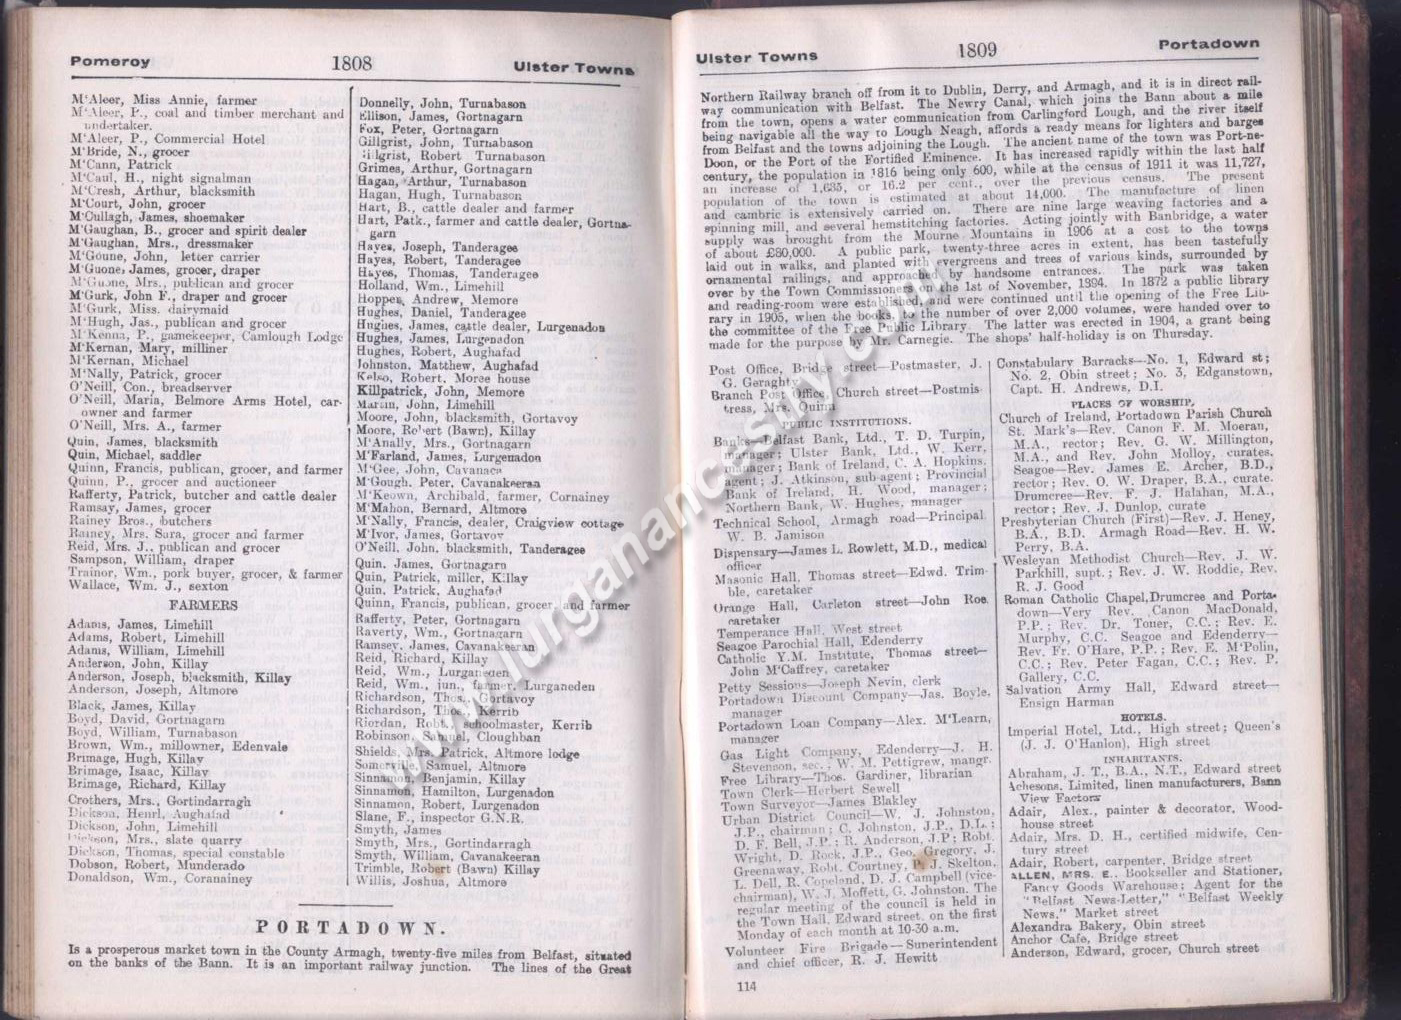 Pomeroy 1808 Ulster Towns
M'Aleer, Miss Annie, farmer
M'Aleer, P., coal and timber merchant and
undertaker.
M'Aleer, P., Commercial Hotel
M'Bride, N., grocer
M'Cann, Patrick
M'Caul, H., night signalman
M'Cresh, Arthur, blacksmith
M'Court, John, grocer
M'Cullagh, James, shoemaker
M'Gaughan, B., grocer and spirit dealer
M'Gaughan, Mrs., dressmaker
M'Goune, John, letter carrier
M'Guone, James, grocer, draper
M'Guone, Mrs., publican and grocer
M'Gurk, John F., draper and grocer
M'Gurk, Miss, dairymaid
M'Hugh, Jas., publican and grocer
M'Kenna, P., gamekeeper, Camlough Lodge
M'Kernan, Mary, milliner
M'Kernan, Michael
M'Nally, Patrick, grocer
O'Neill, Con., breadserver
O'Neill, Maria, Belmore Arms Hotel, car-
owner and farmer
O'Neill, Mrs. A., farmer
Quin, James, blacksmith
Quin, Michael, saddler
Quinn, Francis, publican, grocer, and farmer
Quinn, P., grocer and auctioneer
Rafferty, Patrick, butcher and cattle dealer
Ramsay, James, grocer
Rainey Bros., butchers
Rainey, Mrs. Sara, grocer and farmer
Reid, Mrs. J., publican and grocer
Sampson, William, draper
Trainor, Wm., pork buyer, grocer, & farmer
Wallace, Wm. J., sexton
FARMERS
Adams, James, Limehill
Adams, Robert, Limehill
Adams, William, Limehill
Anderson, John, Killay
Anderson, Joseph, blacksmith, Killay
Anderson, Joseph, Altmore
Black, James, Killay
Boyd, David, Gortnagarn
Boyd, William, Turnabason
Brown, Wm., millowner, Edenvale
Brimage, Hugh, Killay
Brimage, Isaac, Killay
Brimage, Richard, Killay
Crothers, Mrs., Gortindarragh
Dickson, Henrl, Aughafad
Dickson, John, Limehill
Dickson, Mrs., slate quarry
Dickson, Thomas, special constable
Dobson, Robert, Munderado
Donaldson, Wm., Coranainey
Donnelly, John, Turnabason
Ellison, James, Gortnagarn
Fox, Peter, Gortnagarn
Gillgrist, John, Turnabason
Gillgrist, Robert Turnabason
Grimes, Arthur, Gortnagarn
Hagan, Arthur, Turnabason
Hagan, Hugh, Turnabason
Hart, B., cattle dealer and farmer
Hart, Patk., farmer and cattle dealer, Gortna-
garn
Hayes, Joseph, Tanderagee
Hayes, Robert, Tanderagee
Hayes, Thomas, Tanderagee
Holland, Wm., Limehill
Hoppes, Andrew, Memore
Hughes, Daniel, Tanderagee
Hughes, James, cattle dealer, Lurgenadon
Hughes, James, Lurgenadon
Hughes, Robert, Aughafad
Johnston, Matthew, Aughafad
Kelso, Robert, Morse house
Killpatrick, John, Memore
Martin, John, Limehill
Moore, John, blacksmith, Gortavoy
Moore, Robert (Bawn), Killay
M'Anally, Mrs., Gortnagarn
M'Farland, James, Lurgenadon
M'Gee, John, Cavanaca
M'Gough, Peter, Cavanakeeran
M'Keown, Archibald, farmer, Cornainey
M'Mahon, Bernard, Altmore
M'Nally, Francis, dealer, Craigview cottage
M'Ivor, James, Gortavoy
O'Neill, John, blacksmith, Tanderagee
Quin, James, Gortnagarn
Quin, Patrick, miller, Killay
Quin, Patrick, Aughafad
Quinn, Francis, publican, grocer, and farmer
Rafferty, Peter, Gortnagarn
Raverty, Wm., Gortnagarn
Ramsey, James, Cavanakeeran
Reid, Richard, Killay
Reid, Wm., Lurganeden
Reid, Wm., jun., farmer, Lurganeden
Richardson, Thos., Gortavoy
Richardson, Thos., Kerrib
Riordan, Robt., schoolmaster, Kerrib
Robinson, Samuel, Cloughban
Shields, Mrs. Patrick, Altmore lodge
Somerville, Samuel, Altmore
Sinnamon, Benjamin, Killay
Sinnamon, Hamilton, Lurgenadon
Sinnamon, Robert, Lurgenadon
Slane, F., inspector G.N.R.
Smyth, James
Smyth, Mrs., Gortindarragh
Smyth, William, Cavanakeeran
Trimble, Robert (Bawn) Killay
Willis, Joshua, Altmore
PORTADOWN.
Is a prosperous market town in the County Armagh, twenty-five miles from Belfast, situated
on the banks of the Bann. It is an important railway junction. The lines of the Great
Ulster Towns 1809 Portadown
Northern Railway branch off from it to Dublin, Derry, and Armagh, and it is in direct rail-
way communication with Belfast. The Newry Canal, which joins the Bann about a mile
from the town, opens a water communication from Carlingford Lough, and the river itself
being navigable all the way to Lough Neagh, affords a ready means for lighters and barges
from Belfast and the towns adjoining the Lough. The ancient name of the town was Port-ne-
Doon, or the Port of the Fortified Eminence. It has increased rapidly within the last half
century, the population in 1816 being only 600, while at the census of 1911 it was 11,727,
an increase of 1,635, or 16.2 per cent., over the previous census. The present
population of the town is estimated at about 14,000. The manufacture of linen
and cambric is extensively carried on. There are nine large weaving factories and a
spinning mill, and several hemstitching factories. Acting jointly with Banbridge, a water
supply was brought from the Mourne Mountains in 1906 at a cost to the towns
of about £80,000. A public park, twenty-three acres in extent, has been tastefully
laid out in walks, and planted with evergreens and trees of various kinds, surrounded by
ornamental railings, and approached by handsome entrances. The park was taken
over by the Town Commissioners on the 1st of November, 1894. In 1872 a public library
and reading-room were established, and were continued until the opening of the Free Lib-
rary in 1905, when the books, to the number of over 2,000 volumes, were handed over to
the committee of the Free Public Library. The latter was erected in 1904, a grant being
made for the purpose by Mr. Carnegie. The shops' half-holiday is on Thursday.
Post Office, Bridge street—Postmaster, J.
G. Geraghty
Branch Post Office, Church street—Postmis-
tress, Mrs. Quinn
PUBLIC INSTITUTIONS.
Banks—Belfast Bank, Ltd., T. D. Turpin,
manager; Ulster Bank, Ltd., W. Kerr,
manager; Bank of Ireland, C. A. Hopkins,
agent; J. Atkinson, sub-agent; Provincial
Bank of Ireland, H. Wood, manager;
Northern Bank, W. Hughes, manager
Technical School, Armagh road—Principal
W. B. Jamison
Dispensary—James L. Rowlett, M.D., medical
officer
Masonic Hall, Thomas street—Edwd. Trim-
ble, caretaker
Orange Hall, Carleton street—John Roe,
caretaker
Temperance Hall, West street
Seagoe Parochial Hall, Edenderry
Catholic Y.M. Institute, Thomas street—
John M'Caffrey, caretaker
Petty Sessions—Joseph Nevin, clerk
Portadown Discount Company—Jas. Boyle,
manager
Portadown Loan Company—Alex. M'Learn,
manager
Gas Light Company, Edenderry—J. H.
Stevenson, sec.; W. M. Pettigrew, mangr.
Free Library—Thos. Gardiner, librarian
Town Clerk—Herbert Sewell
Town Surveyor—James Blakley
Urban District Council—W. J. Johnston,
J.P., chairman; C. Johnston, J.P., D.L.;
D. F. Bell, J.P.; R. Anderson, J.P; Robt.
Wright, D. Rock, J.P., Geo. Gregory, J.
Greenaway, Robt. Courtney, P. J. Skelton,
L. Dell, R. Copeland, D. J. Campbell (vice-
chairman), W. J. Moffett, G. Johnston. The
regular meeting of the council is held in
the Town Hall, Edward street, on the first
Monday of each month at 10-30 a.m.
Volunteer Fire Brigade—Superintendent
and chief officer, R. J. Hewitt
114
Constabulary Barracks—No. 1, Edward st;
No. 2, Obin street; No. 3, Edganstown,
Capt. H. Andrews, D.I.
PLACES OF WORSHIP.
Church of Ireland, Portadown Parish Church
St. Mark's—Rev. Canon F. M. Moeran,
M.A., rector; Rev. G. W. Millington,
M.A., and Rev. John Molloy, curates.
Seagoe—Rev. James E. Archer, B.D.,
rector; Rev. O. W. Draper, B.A., curate.
Drumcree—Rev. F. J. Halahan, M.A.,
rector; Rev. J. Dunlop, curate
Presbyterian Church (First)—Rev. J. Heney,
B.A., B.D. Armagh Road—Rev. H. W.
Perry, B.A.
Wesleyan Methodist Church—Rev. J. W.
Parkhill, supt.; Rev. J. W. Roddie, Rev.
R. J. Good
Roman Catholic Chapel, Drumcree and Porta-
down—Very Rev. Canon MacDonald,
P.P.; Rev. Dr. Toner, C.C.; Rev. E.
Murphy, C.C. Seagoe and Edenderry—
Rev. Fr. O'Hare, P.P.; Rev. E. M'Polin,
C.C.; Rev. Peter Fagan, C.C.; Rev. P.
Gallery, C.C.
Salvation Army Hall, Edward street—
Ensign Harman
HOTELS.
Imperial Hotel, Ltd., High street; Queen's
(J. J. O'Hanlon), High street
INHABITANTS.
Abraham, J. T., B.A., N.T., Edward street
Achesons, Limited, linen manufacturers, Bann
View Factory
Adair, Alex., painter & decorator, Wood-
house street
Adair, Mrs. D. H., certified midwife, Cen-
tury street
Adair, Robert, carpenter, Bridge street
ALLEN, MRS. E., Bookseller and Stationer,
Fancy Goods Warehouse; Agent for the
"Belfast News-Letter," "Belfast Weekly
News," Market street
Alexandra Bakery, Obin street
Anchor Cafe, Bridge street
Anderson, Edward, grocer, Church street